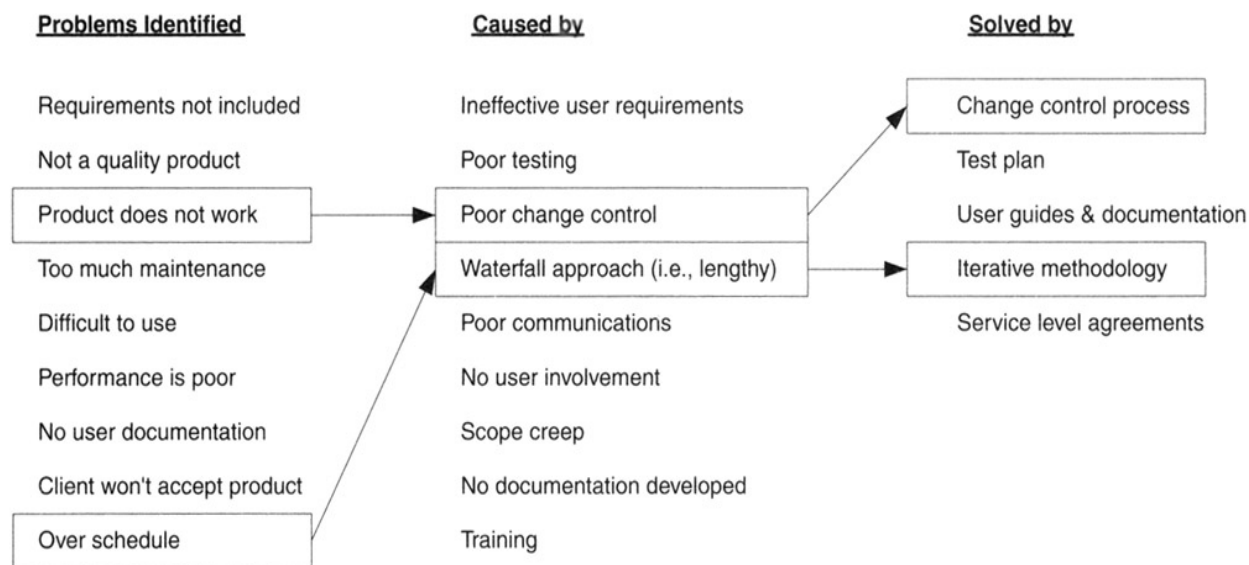 Problems Identified
Caused by
Solved by
Requirements not included
Ineffective user requirements
Change control process
Not a quality product
Poor testing
Test plan
Product does not work
Poor change control
User guides & documentation
Too much maintenance
Waterfall approach (i.e., lengthy)
Iterative methodology
Difficult to use
Poor communications
Service level agreements
Performance is poor
No user involvement
No user documentation
Scope creep
Client won't accept product
No documentation developed
Over schedule
Training